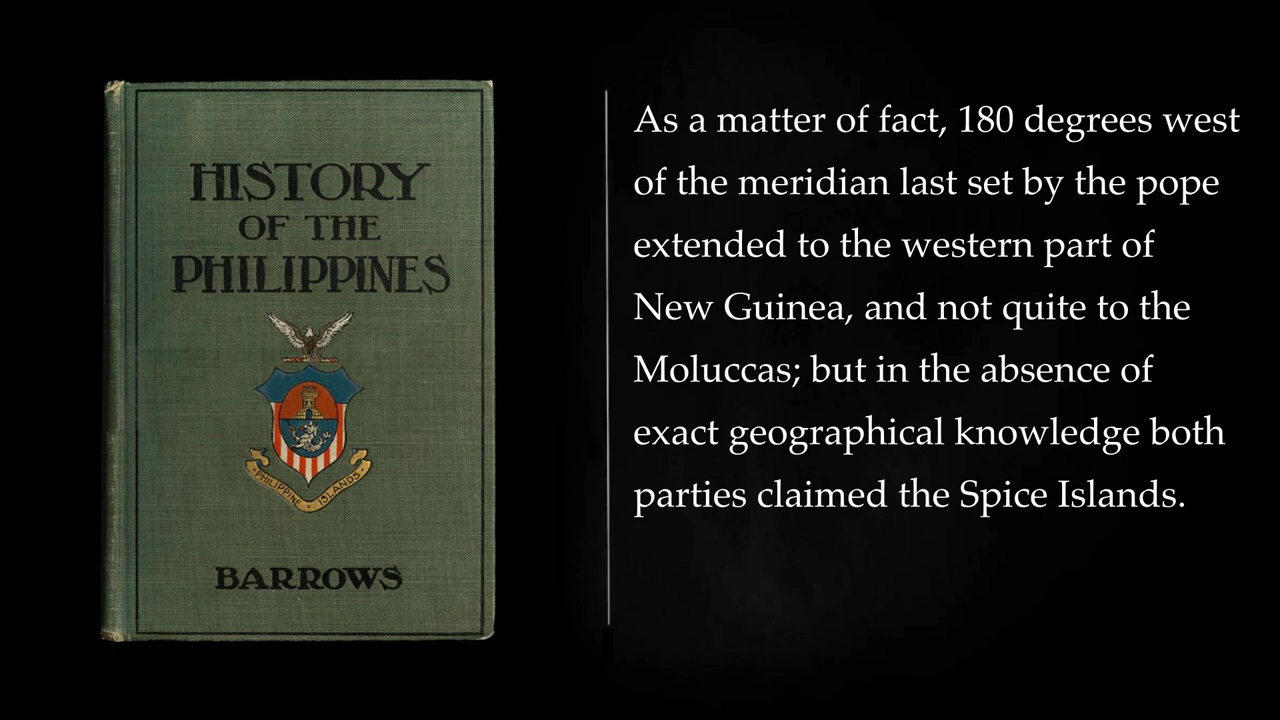 HISTORY
OF THE
PHILIPPINES
PHILIPPINE ISLANDS
BARROWS
As a matter of fact, 180 degrees west
of the meridian last set by the pope
extended to the western part of
New Guinea, and not quite to the
Moluccas; but in the absence of
exact geographical knowledge both
parties claimed the Spice Islands.